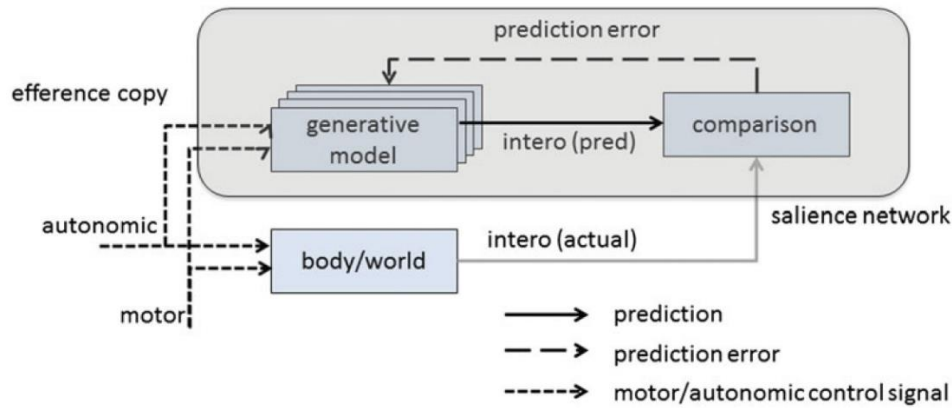 prediction error
efference copy
generative
model
intero (pred)
comparison
autonomic
salience network
body/world
intero (actual)
motor
prediction
prediction error
motor/autonomic control signal